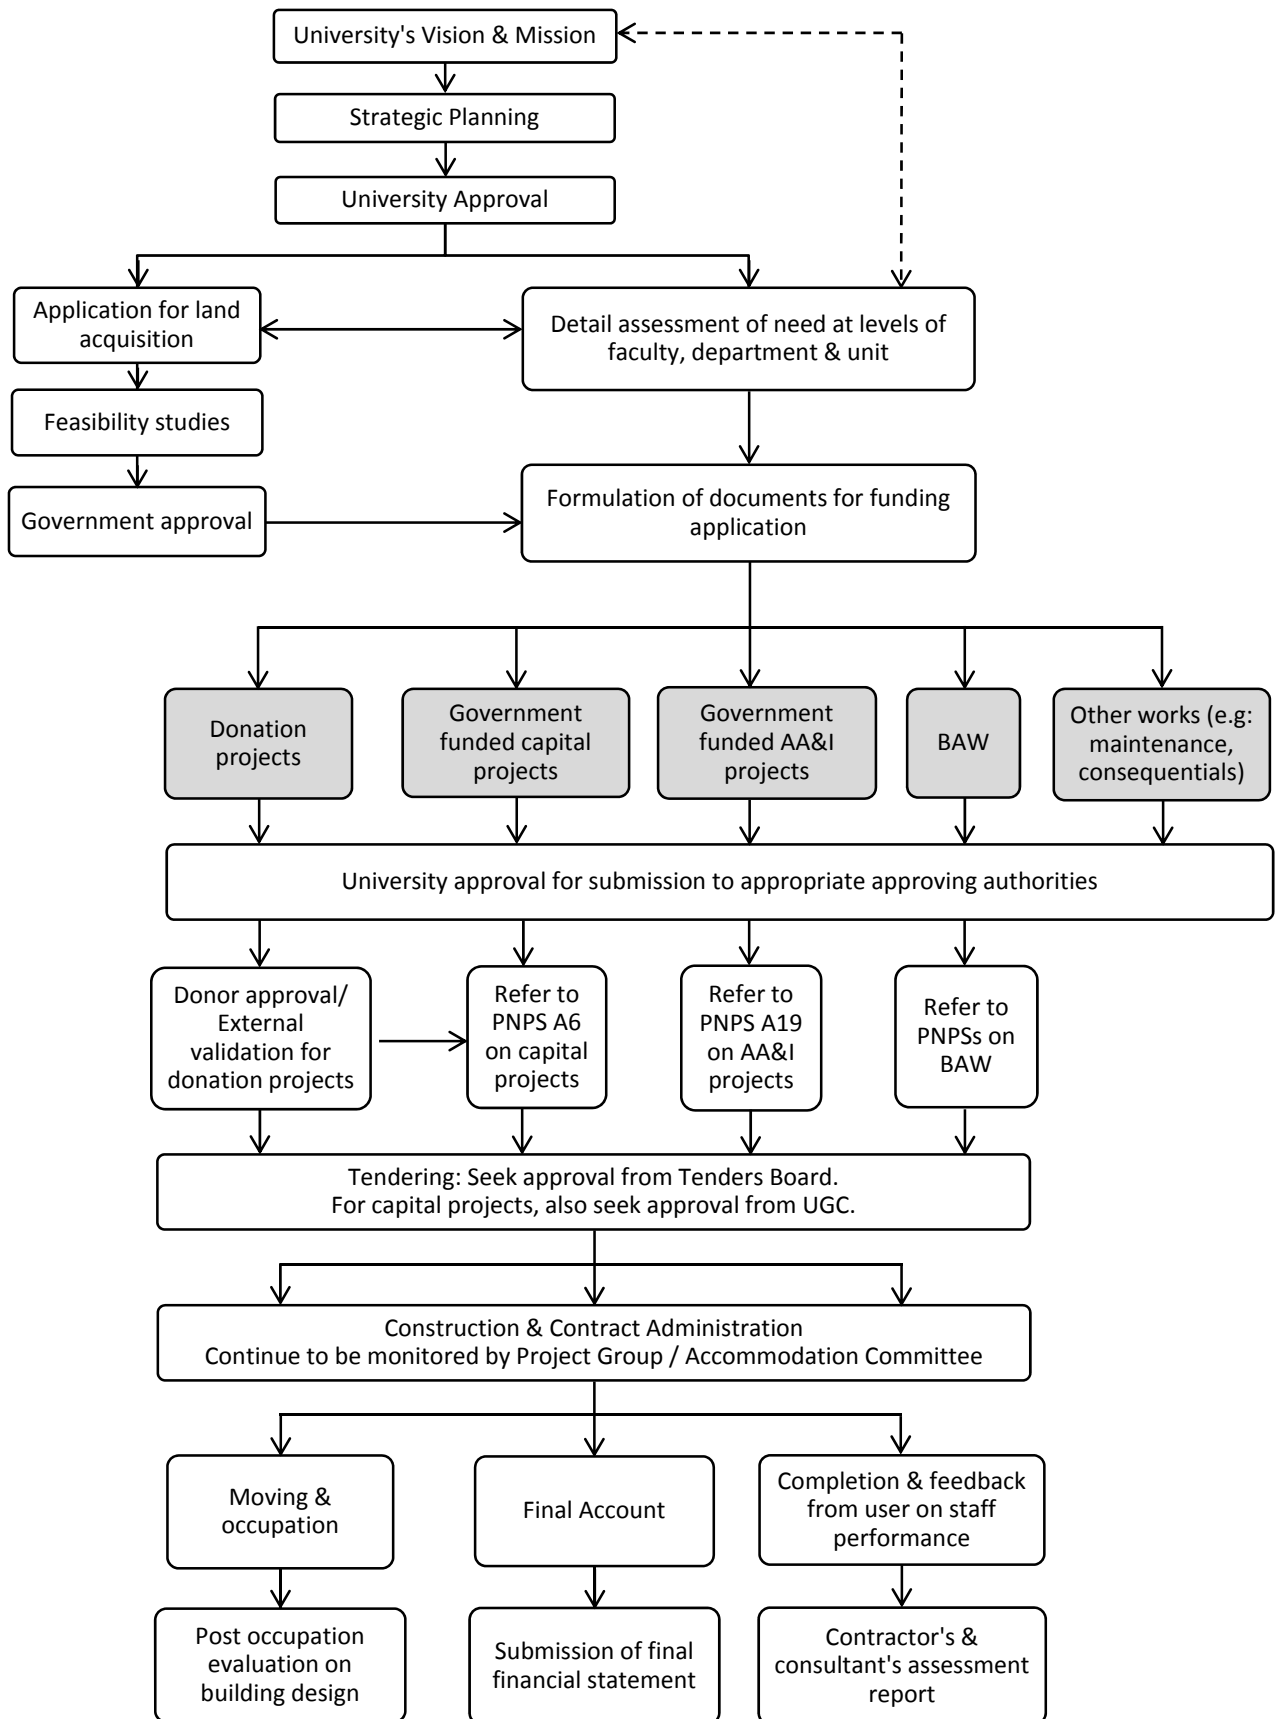 University's Vision & Mission
Strategic Planning
University Approval
Application for land
acquisition
Detail assessment of need at levels of
faculty, department & unit
Feasibility studies
Government approval
Formulation of documents for funding
application
Donation
projects
Government
funded capital
projects
Government
funded AA&I
projects
BAW
Other works (e.g:
maintenance,
consequentials)
University approval for submission to appropriate approving authorities
Donor approval/
External
validation for
donation projects
Refer to
PNPS A6
on capital
projects
Refer to
PNPS A19
on AA&I
projects
Refer to
PNPSs on
BAW
Tendering: Seek approval from Tenders Board.
For capital projects, also seek approval from UGC.
Construction & Contract Administration
Continue to be monitored by Project Group / Accommodation Committee
Moving &
occupation
Final Account
Completion & feedback
from user on staff
performance
Post occupation
evaluation on
building design
Submission of final
financial statement
Contractor's &
consultant's assessment
report